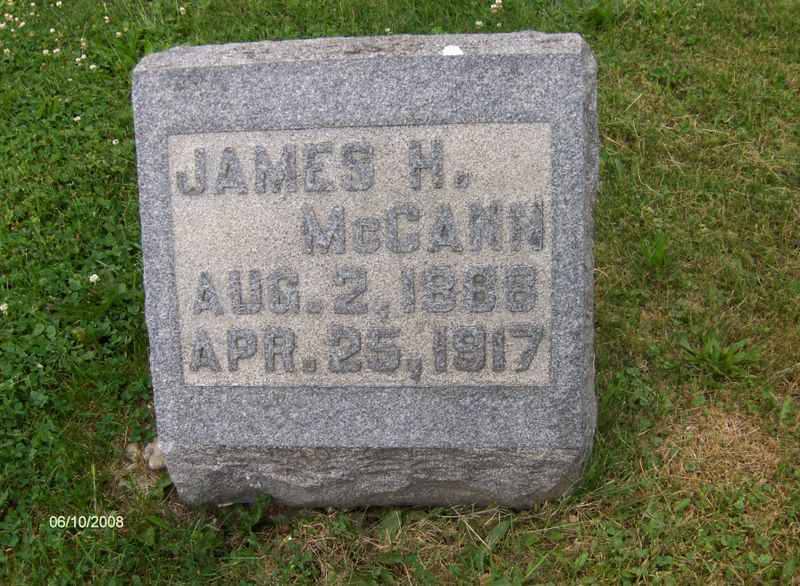 JAMES H.
McCANN
AUG. 2, 1888
APR. 25, 1917
06/10/2008